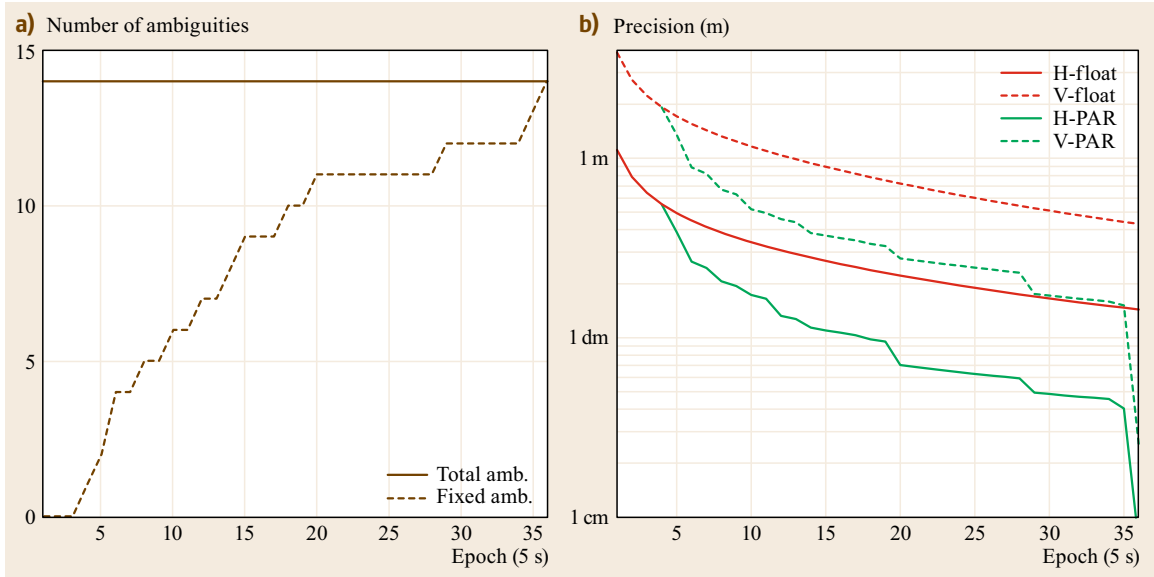 a) Number of ambiguities
15
10
5
0
5 10 15 20 25 30 35
Epoch (5 s)
Total amb.
Fixed amb.
b) Precision (m)
1 m
1 dm
1 cm
5 10 15 20 25 30 35
Epoch (5 s)
H-float
V-float
H-PAR
V-PAR